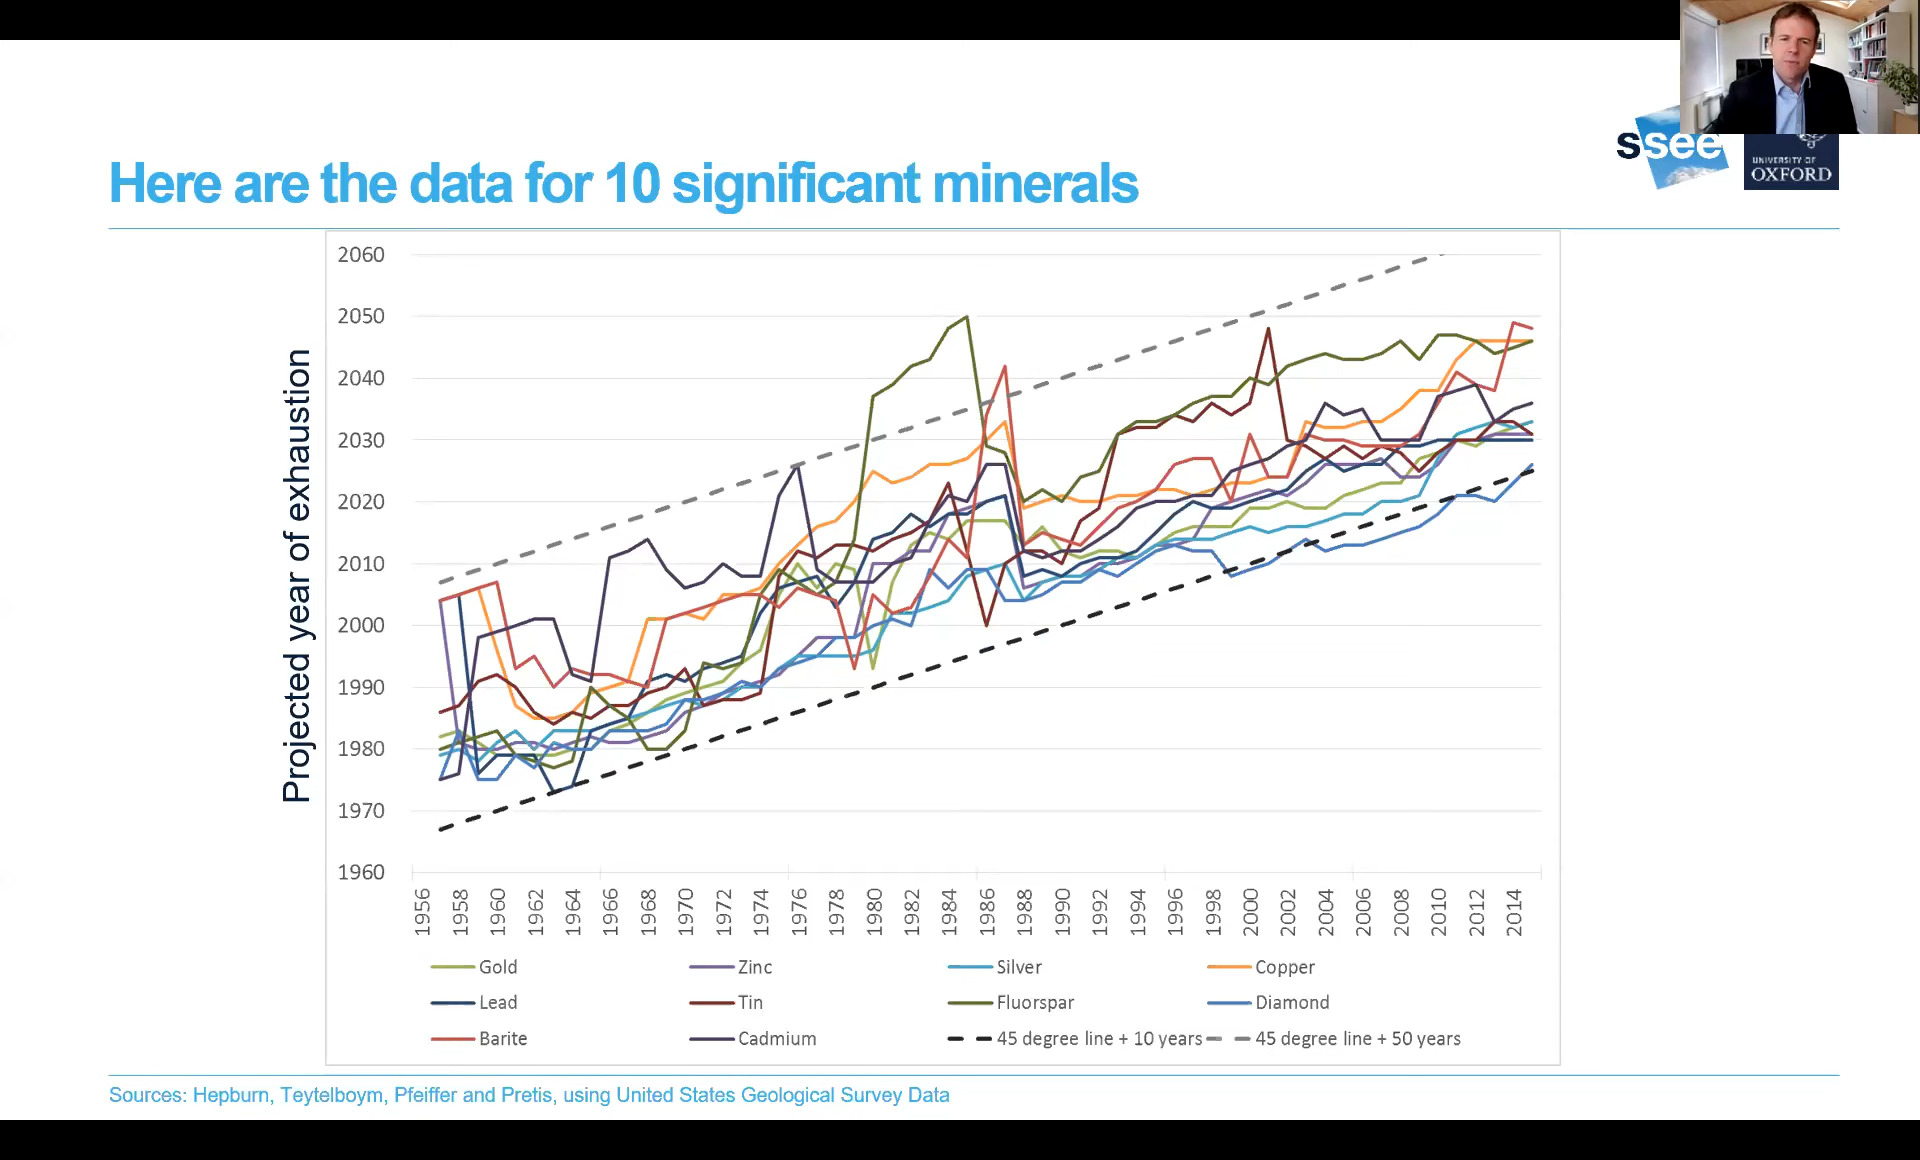 ssee
UNIVERSITY OF
OXFORD
Here are the data for 10 significant minerals
Projected year of exhaustion
2060
2050
2040
2030
2020
2010
2000
1990
1980
1970
1960
1956 1958 1960 1962 1964 1966 1968 1970 1972 1974 1976 1978 1980 1982 1984 1986 1988 1990 1992 1994 1996 1998 2000 2002 2004 2006 2008 2010 2012 2014
Gold Zinc Silver Copper
Lead Tin Fluorspar Diamond
Barite Cadmium 45 degree line + 10 years 45 degree line + 50 years
Sources: Hepburn, Teytelboym, Pfeiffer and Pretis, using United States Geological Survey Data